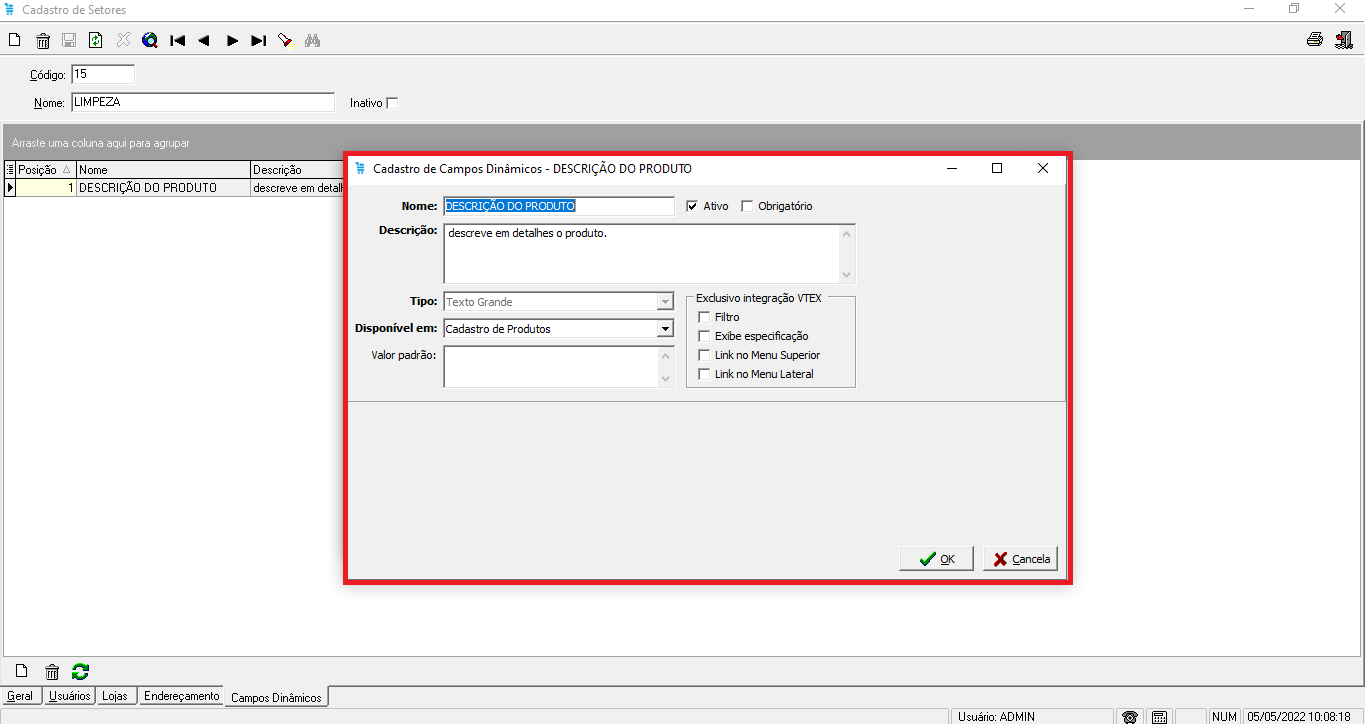 Cadastro de Setores
Código: 15
Nome: LIMPEZA Inativo
Arraste uma coluna aqui para agrupar
Posição Nome Descrição
1 DESCRIÇÃO DO PRODUTO descreve em detalh
Cadastro de Campos Dinâmicos - DESCRIÇÃO DO PRODUTO
Nome: DESCRIÇÃO DO PRODUTO Ativo Obrigatório
Descrição: descreve em detalhes o produto.
Tipo: Texto Grande
Disponível em: Cadastro de Produtos
Valor padrão:
Exclusivo integração VTEX
Filtro
Exibe especificação
Link no Menu Superior
Link no Menu Lateral
OK Cancela
Geral Usuários Lojas Endereçamento Campos Dinâmicos
Usuário: ADMIN NUM 05/05/2022 10:08:18